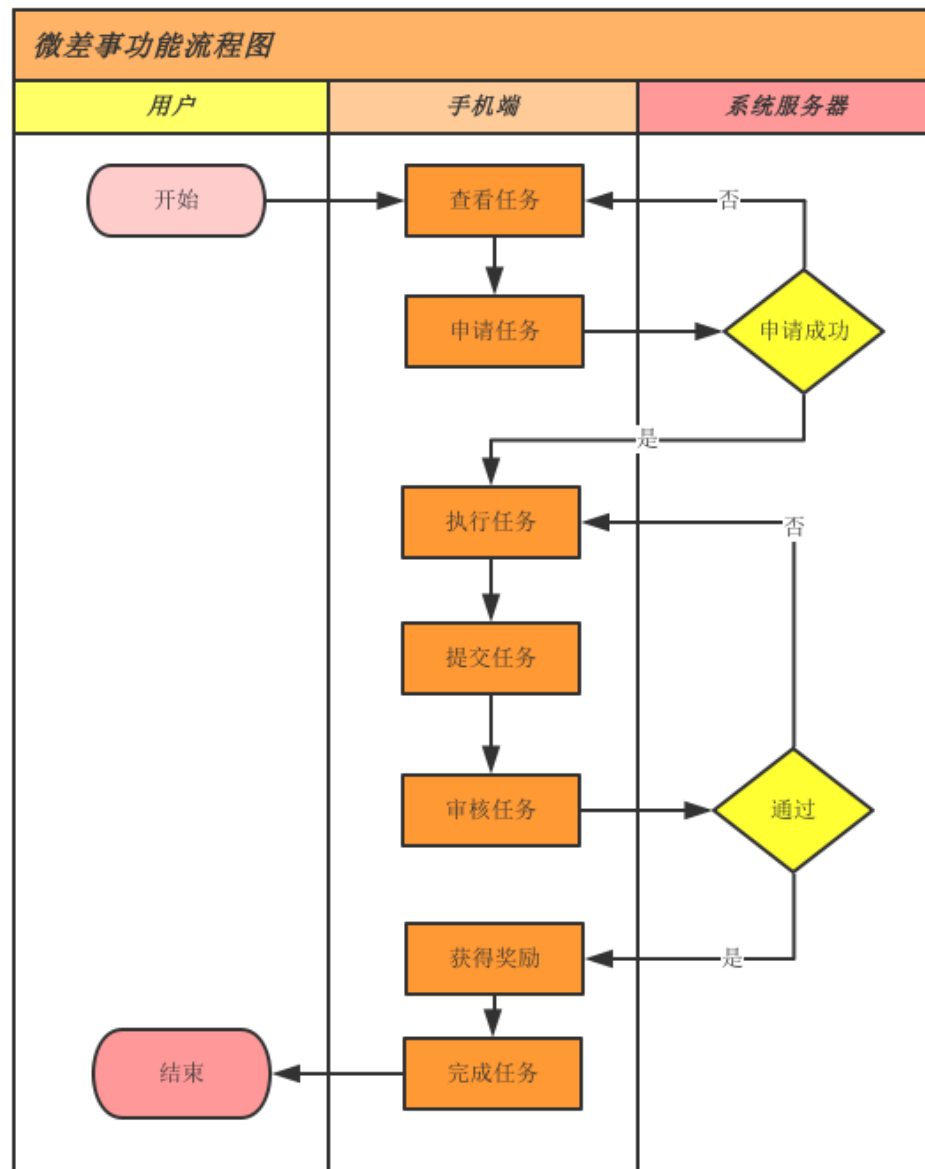 微差事功能流程图
用户
手机端
系统服务器
开始
查看任务
否
申请任务
申请成功
是
执行任务
否
提交任务
审核任务
通过
获得奖励
是
结束
完成任务